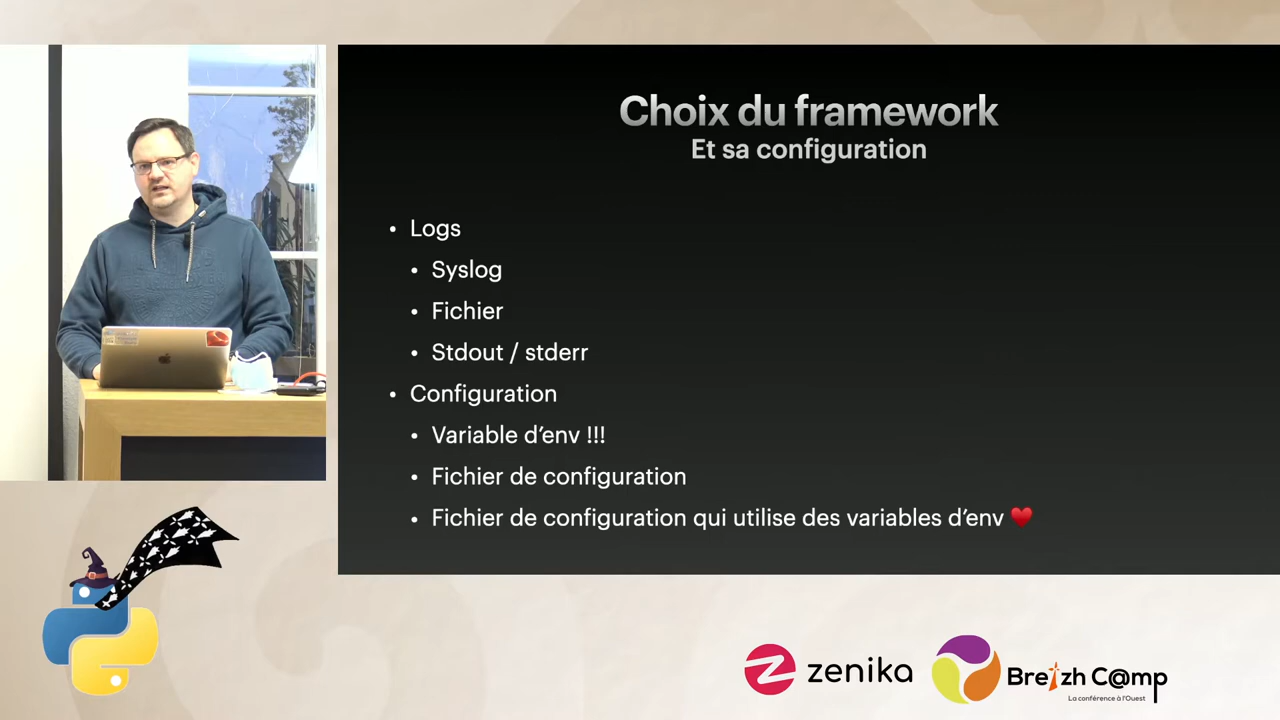 Choix du framework
Et sa configuration
• Logs
• Syslog
• Fichier
• Stdout / stderr
• Configuration
• Variable d’env !!!
• Fichier de configuration
• Fichier de configuration qui utilise des variables d’env ♥
zenika
Breizh C@mp
La conférence à l'Ouest